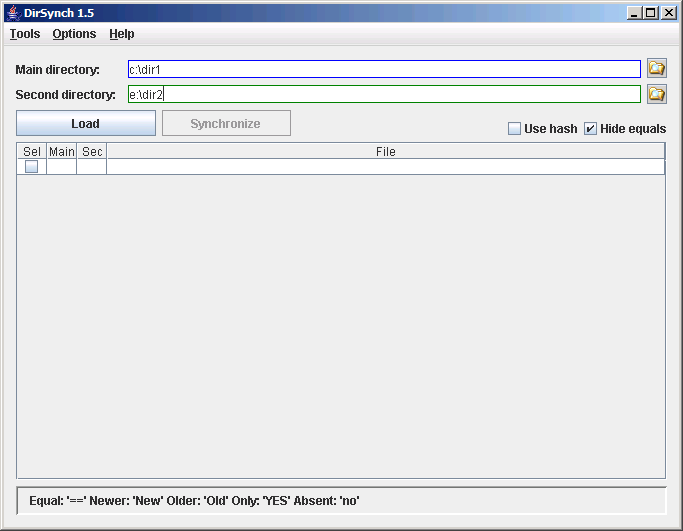 DirSynch 1.5
Tools Options Help
Main directory: c:\dir1
Second directory: e:\dir2
Load Synchronize Use hash Hide equals
Sel Main Sec File
Equal: '==' Newer: 'New' Older: 'Old' Only: 'YES' Absent: 'no'